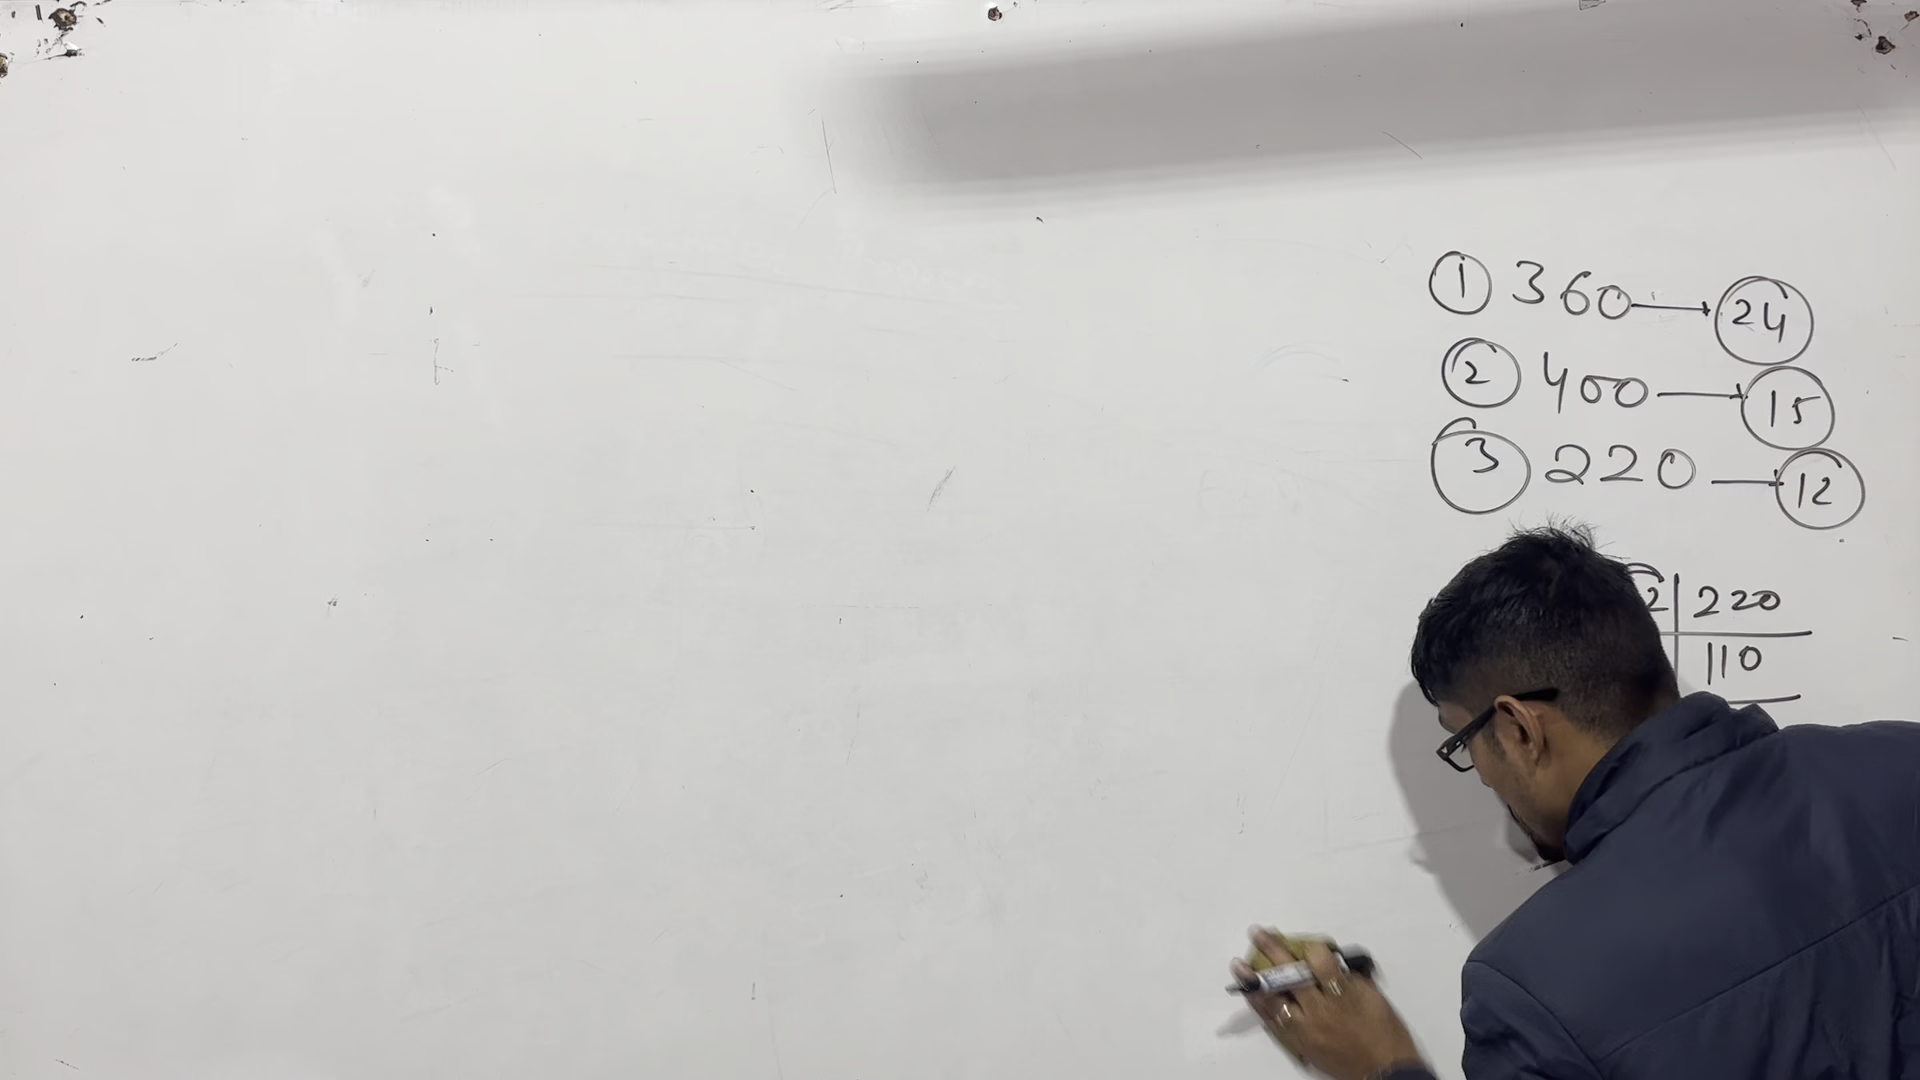 1 360 → 24
2 400 → 15
3 220 → 12
2 | 220
110